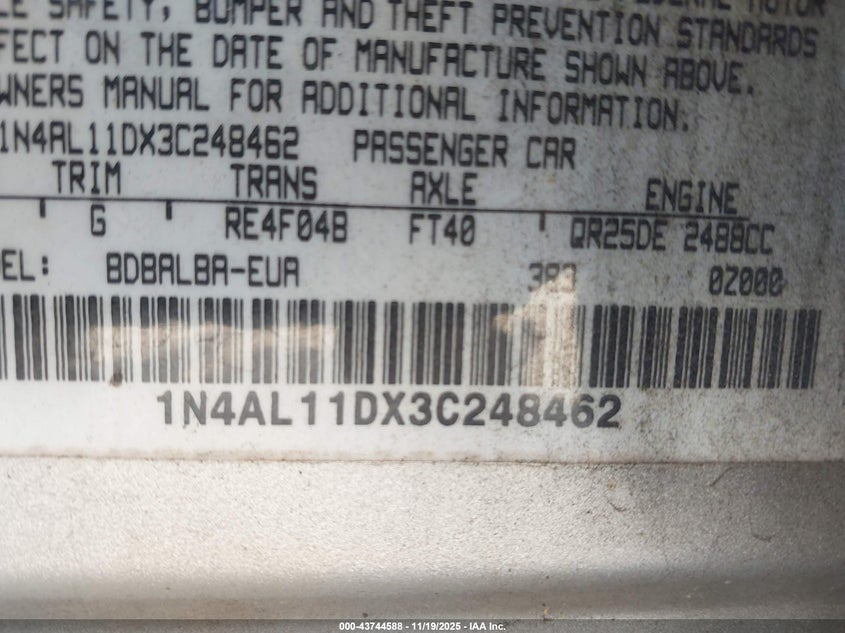 LE SAFETY, BUMPER AND THEFT PREVENTION STANDARDS
FFECT ON THE DATE OF MANUFACTURE SHOWN ABOVE.
WNERS MANUAL FOR ADDITIONAL INFORMATION.
1N4AL11DX3C248462 PASSENGER CAR
TRIM TRANS AXLE ENGINE
G RE4F04B FT40 QR25DE 2488CC
DEL: BDBALBA-EUA 383 02000
1N4AL11DX3C248462
000-43744588 - 11/19/2025 - IAA Inc.